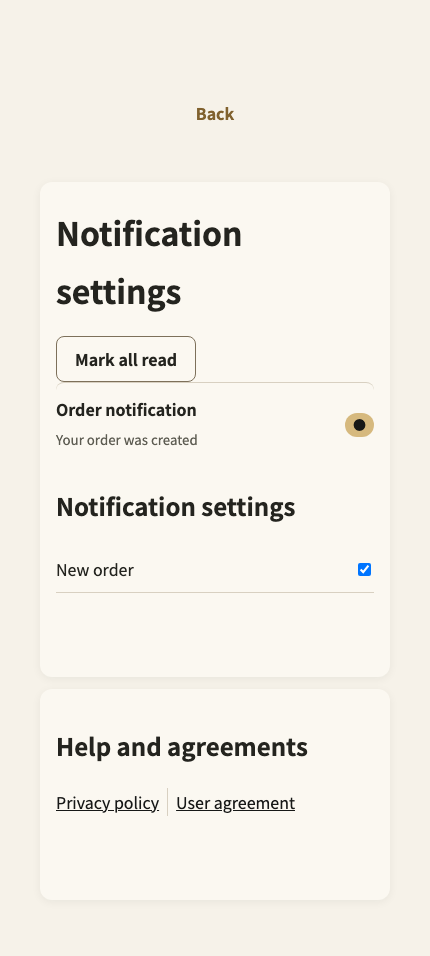 Back
Notification
settings
Mark all read
Order notification
Your order was created
Notification settings
New order
Help and agreements
Privacy policy
User agreement